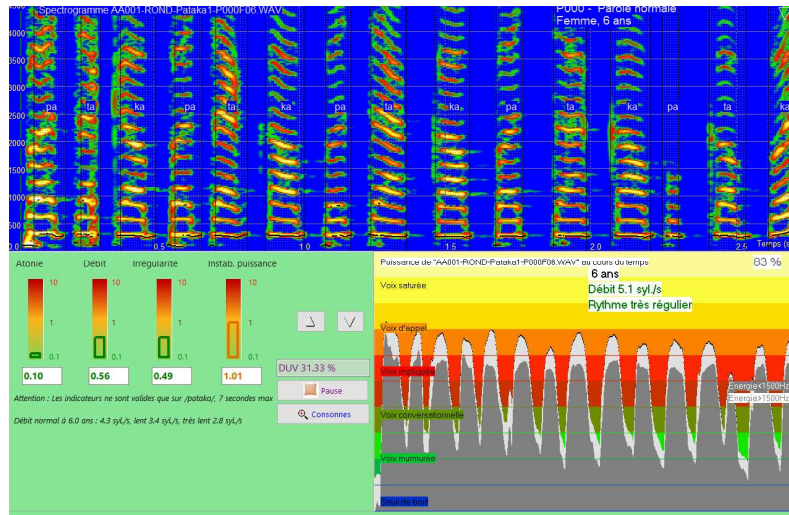 Spectrogramme AA001-ROND-Pataka1-P000F06.WAV
P000 - Parole normale
Femme, 6 ans
4000
3500
3000
2500
2000
1500
1000
500
0.0
pa ta ka pa ta ka pa ta ka pa ta ka pa ta ka
0.5 1.0 1.5 2.0 2.5 Temps (s
Atonie Débit Irrégularité Instab. puissance
10 10 10 10
1 1 1 1
0.1 0.1 0.1 0.1
0.10 0.56 0.49 1.01
DUV 31.33 %
Pause
Consonnes
Attention : Les indicateurs ne sont valides que sur /pataka/, 7 secondes max
Débit normal à 6.0 ans : 4.3 syl./s, lent 3.4 syl./s, très lent 2.8 syl./s
Puissance de "AA001-ROND-Pataka1-P000F06.WAV" au cours du temps
83 %
6 ans
Débit 5.1 syl./s
Rythme très régulier
Voix saturée
Voix d'appel
Voix impliquée
Energie<1500Hz
Energie>1500Hz
Voix conversationnelle
Voix murmurée
Seuil de bruit